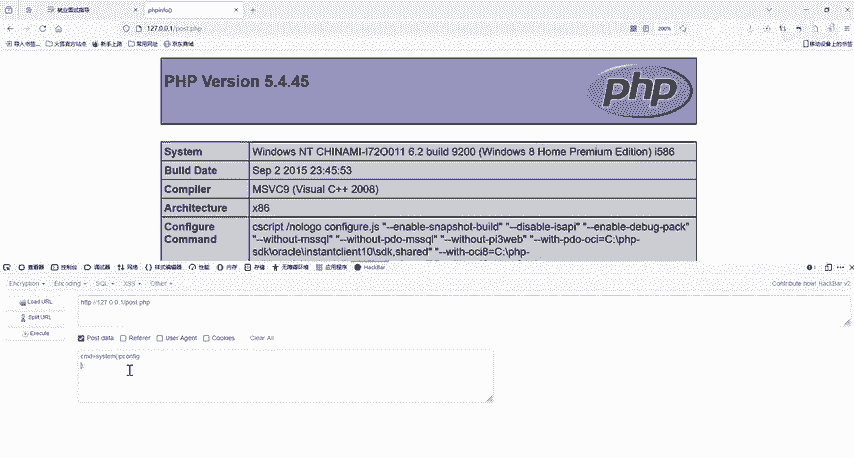 就业面试指导
phpinfo()
127.0.0.1/post.php
200%
导入书签...
火狐官方站点
新手上路
常用网址
京东商城
移动设备上的书签
PHP Version 5.4.45
php
System
Windows NT CHINAMI-I72O011 6.2 build 9200 (Windows 8 Home Premium Edition) i586
Build Date
Sep 2 2015 23:45:53
Compiler
MSVC9 (Visual C++ 2008)
Architecture
x86
Configure
Command
cscript /nologo configure.js "--enable-snapshot-build" "--disable-isapi" "--enable-debug-pack"
"--without-mssql" "--without-pdo-mssql" "--without-pi3web" "--with-pdo-oci=C:\php-
sdk\oracle\instantclient10\sdk,shared" "--with-oci8=C:\php-
查看器
控制台
调试器
网络
样式编辑器
性能
内存
存储
无障碍环境
应用程序
HackBar
1
Encryption
Encoding
SQL
XSS
Other
Contribute now! HackBar v2
Load URL
http://127.0.0.1/post.php
Split URL
Execute
Post data
Referer
User Agent
Cookies
Clear All
cmd=system(ipconfig
);